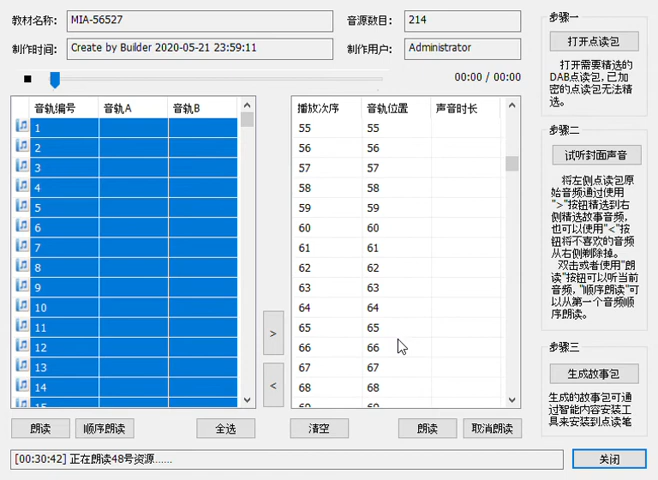 教材名称: MIA-56527 音源数目: 214
制作时间: Create by Builder 2020-05-21 23:59:11 制作用户: Administrator
00:00 / 00:00
音轨编号 音轨A 音轨B
1
2
3
4
5
6
7
8
9
10
11
12
13
14
15
>
<
播放次序 音轨位置 声音时长
55 55
56 56
57 57
58 58
59 59
60 60
61 61
62 62
63 63
64 64
65 65
66 66
67 67
68 68
69 69
朗读 顺序朗读 全选 清空 朗读 取消朗读
[00:30:42] 正在朗读48号资源......
步骤一
打开点读包
打开需要精选的
DAB点读包,已加
密的点读包无法精
选。
步骤二
试听封面声音
将左侧点读包原
始音频通过使用
">"按钮精选到右
侧精选故事音频,
也可以使用"<"按
钮将不喜欢的音频
从右侧剔除掉。
双击或者使用"朗
读"按钮可以听当前
音频,"顺序朗读"可
以从第一个音频顺
序朗读。
步骤三
生成故事包
生成的故事包可通
过智能内容安装工
具来安装到点读笔
关闭